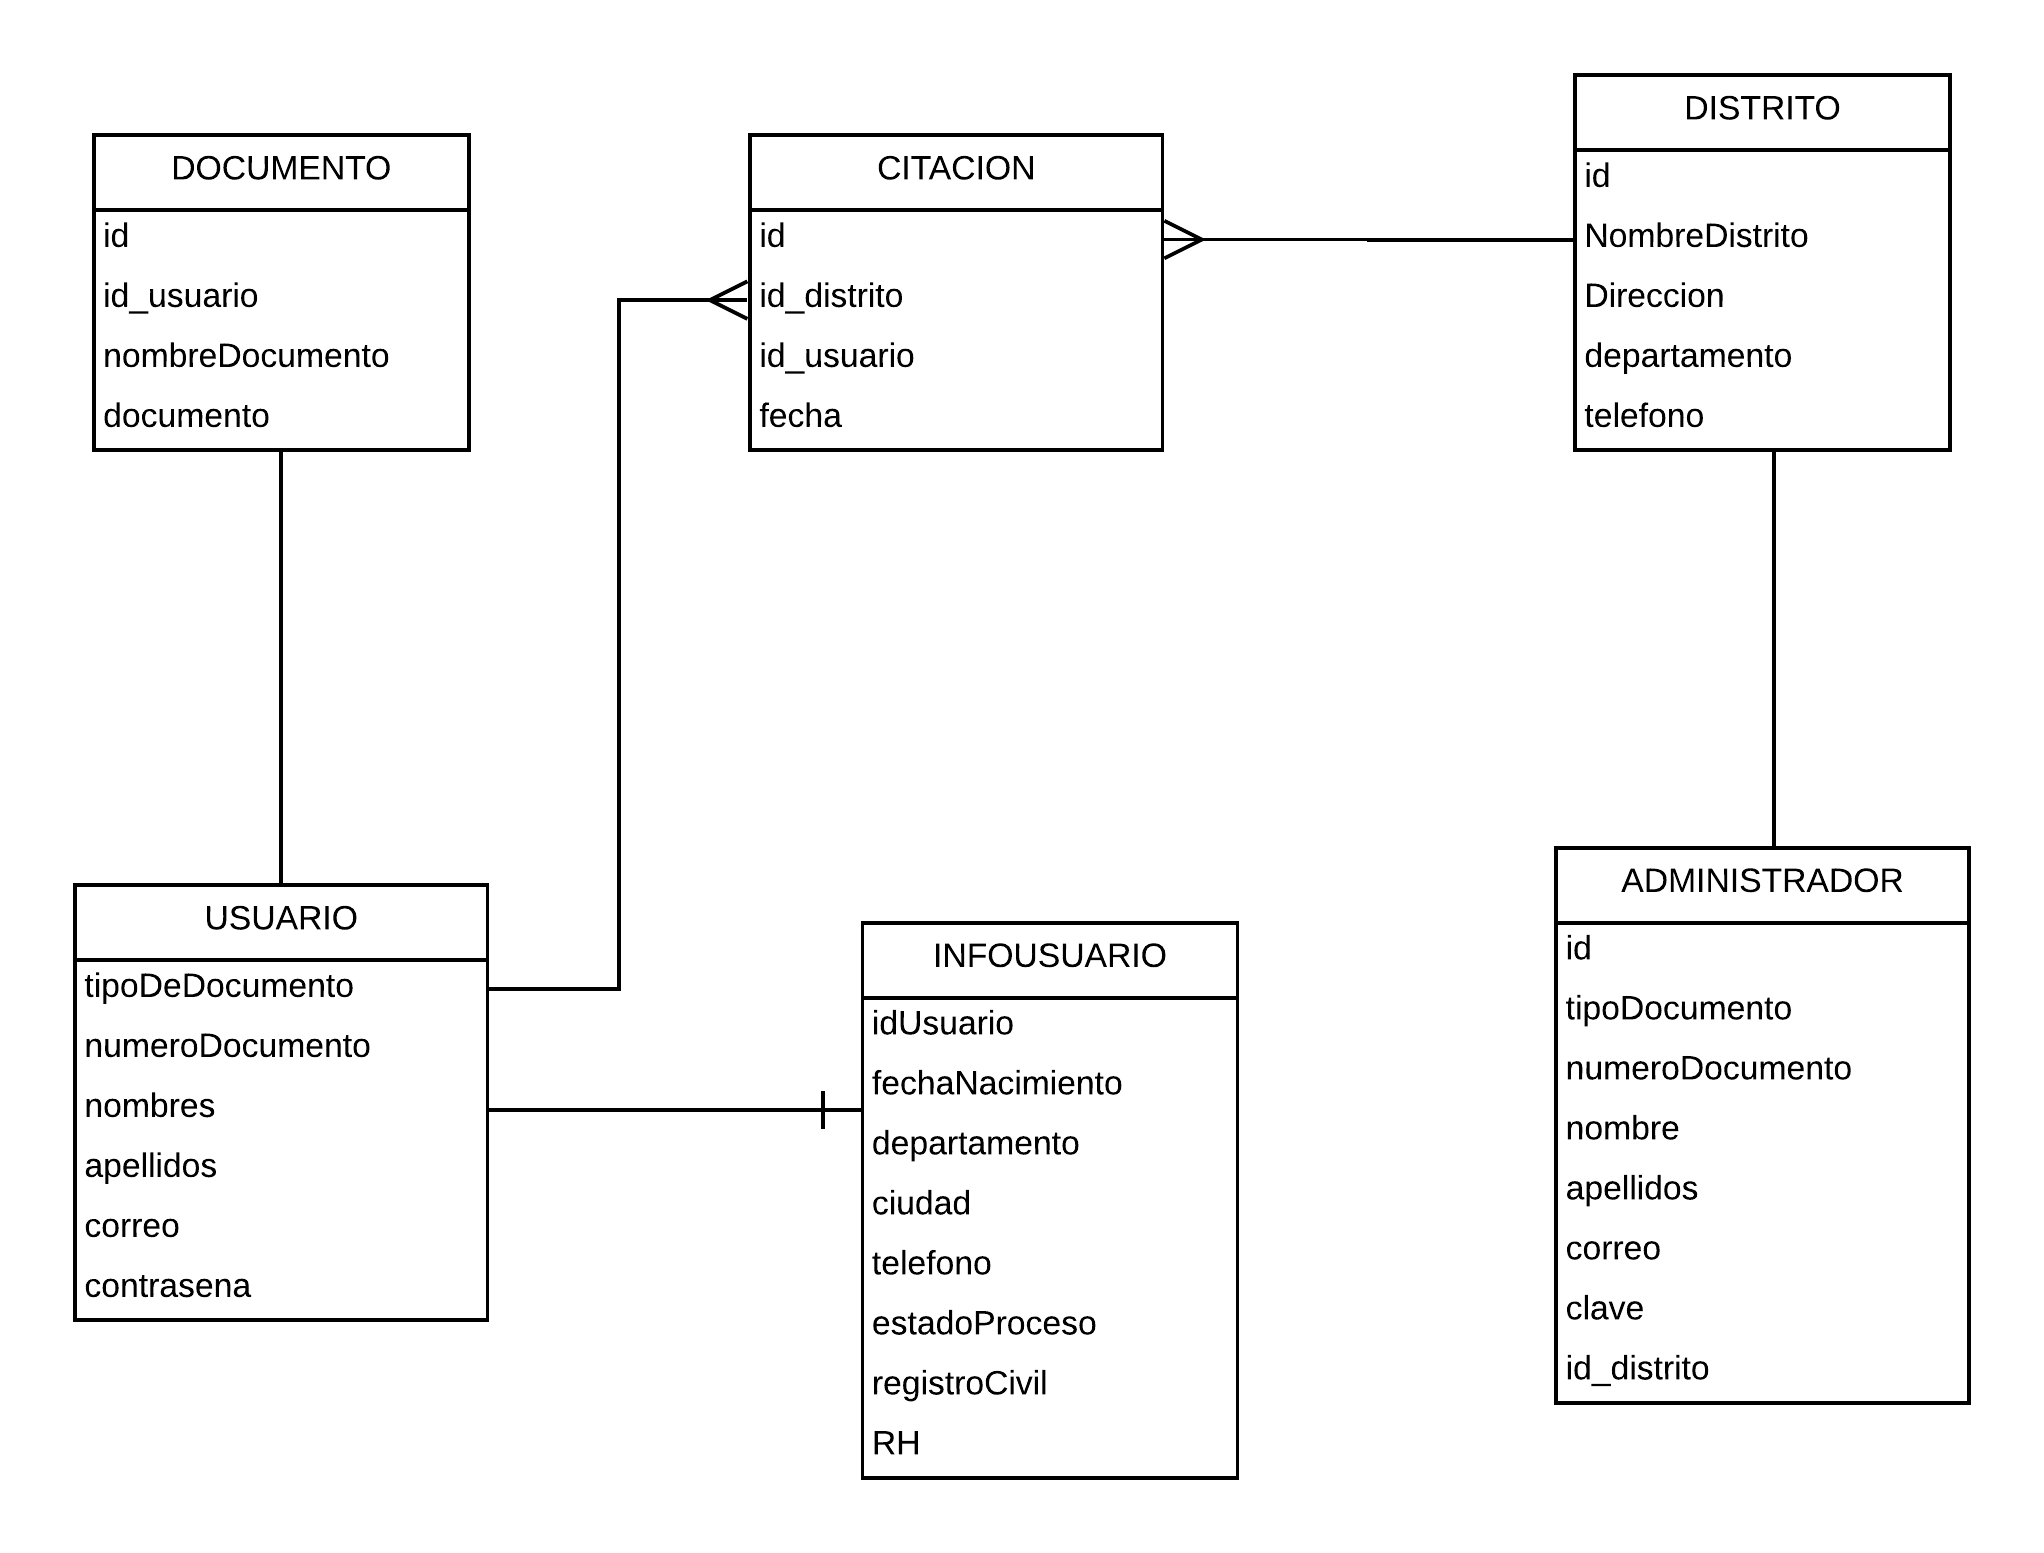 DOCUMENTO
id
id_usuario
nombreDocumento
documento
CITACION
id
id_distrito
id_usuario
fecha
DISTRITO
id
NombreDistrito
Direccion
departamento
telefono
USUARIO
tipoDeDocumento
numeroDocumento
nombres
apellidos
correo
contrasena
INFOUSUARIO
idUsuario
fechaNacimiento
departamento
ciudad
telefono
estadoProceso
registroCivil
RH
ADMINISTRADOR
id
tipoDocumento
numeroDocumento
nombre
apellidos
correo
clave
id_distrito